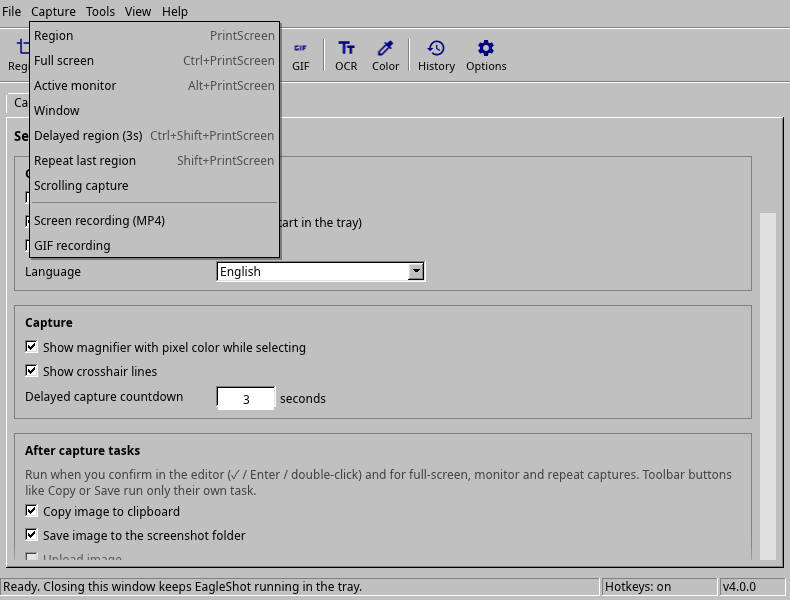 File Capture Tools View Help
Region PrintScreen
Full screen Ctrl+PrintScreen
Active monitor Alt+PrintScreen
Window
Delayed region (3s) Ctrl+Shift+PrintScreen
Repeat last region Shift+PrintScreen
Scrolling capture
Screen recording (MP4)
GIF recording
GIF OCR Color History Options
in the tray)
Language English
Capture
Show magnifier with pixel color while selecting
Show crosshair lines
Delayed capture countdown 3 seconds
After capture tasks
Run when you confirm in the editor (✓ / Enter / double-click) and for full-screen, monitor and repeat captures. Toolbar buttons
like Copy or Save run only their own task.
Copy image to clipboard
Save image to the screenshot folder
Upload image
Ready. Closing this window keeps EagleShot running in the tray. Hotkeys: on v4.0.0